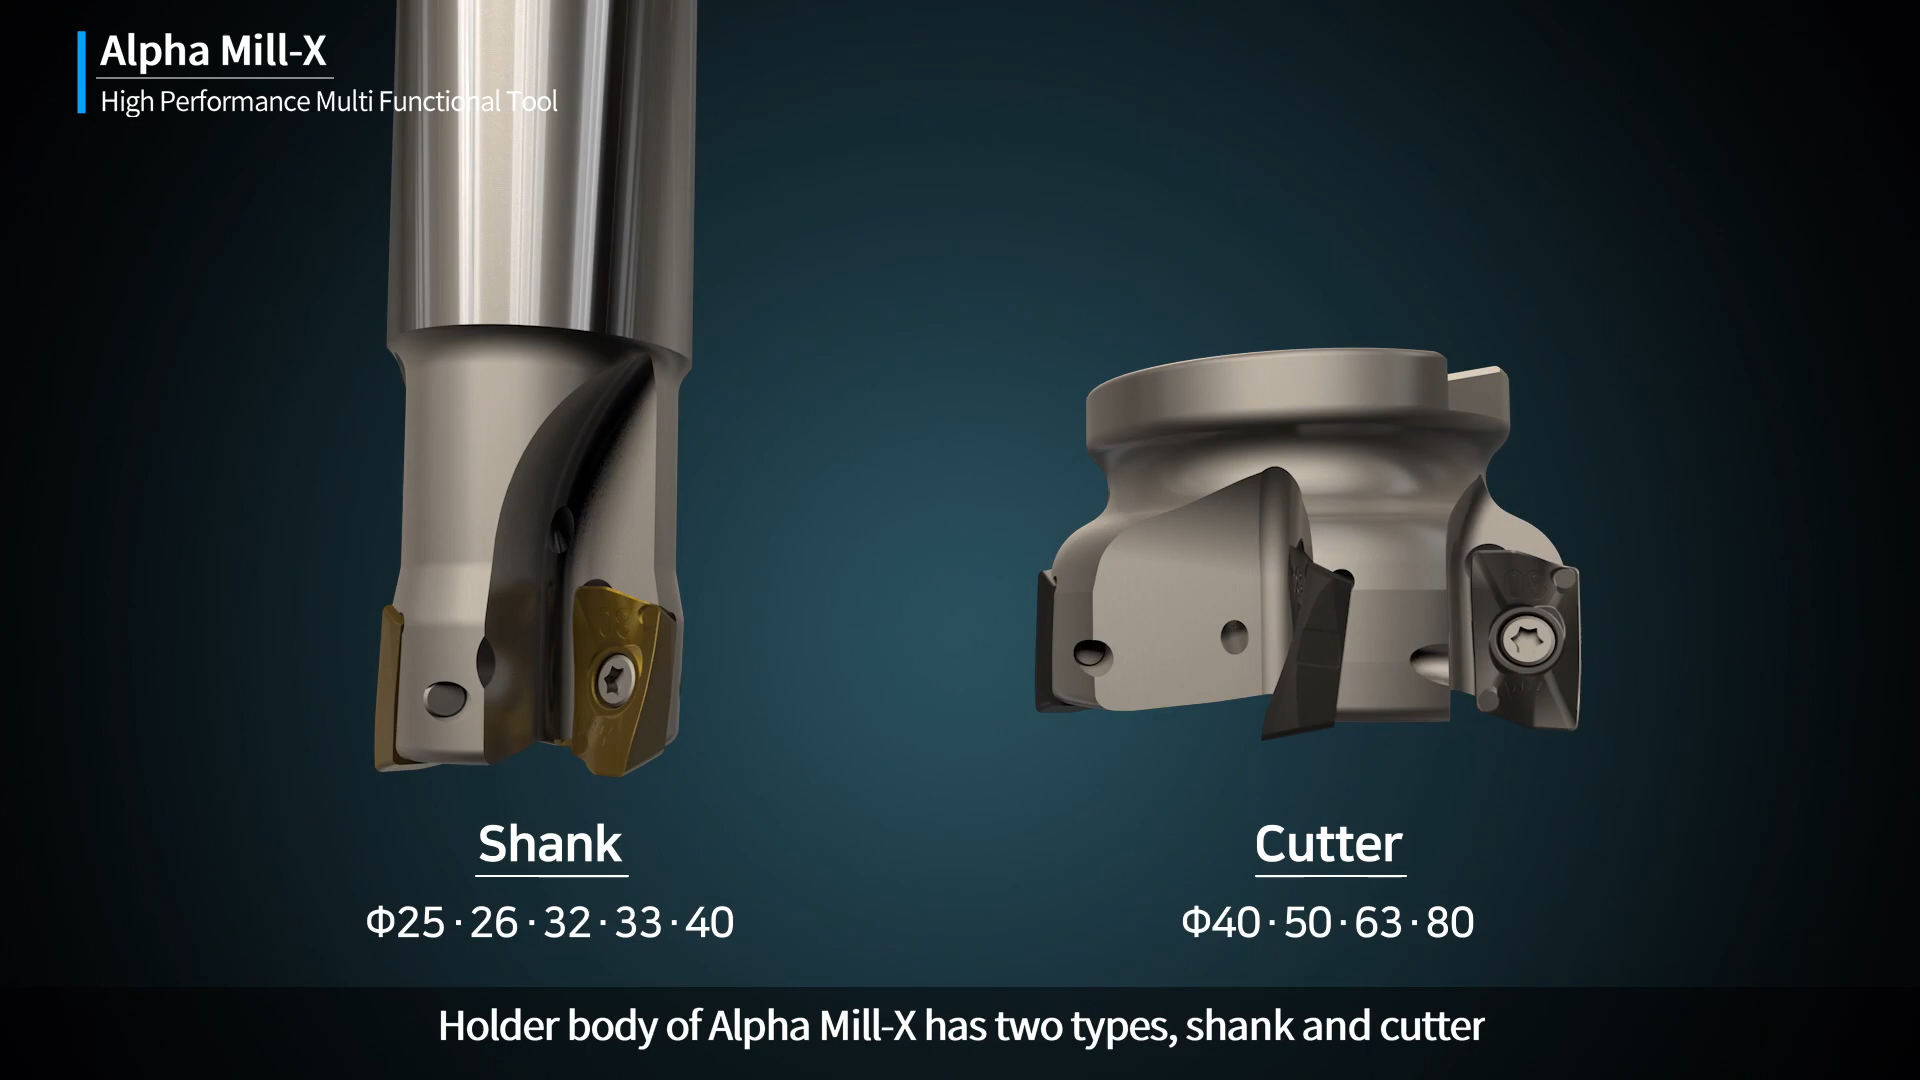 Alpha Mill-X
High Performance Multi Functional Tool
Shank
Φ25·26·32·33·40
Cutter
Φ40·50·63·80
Holder body of Alpha Mill-X has two types, shank and cutter